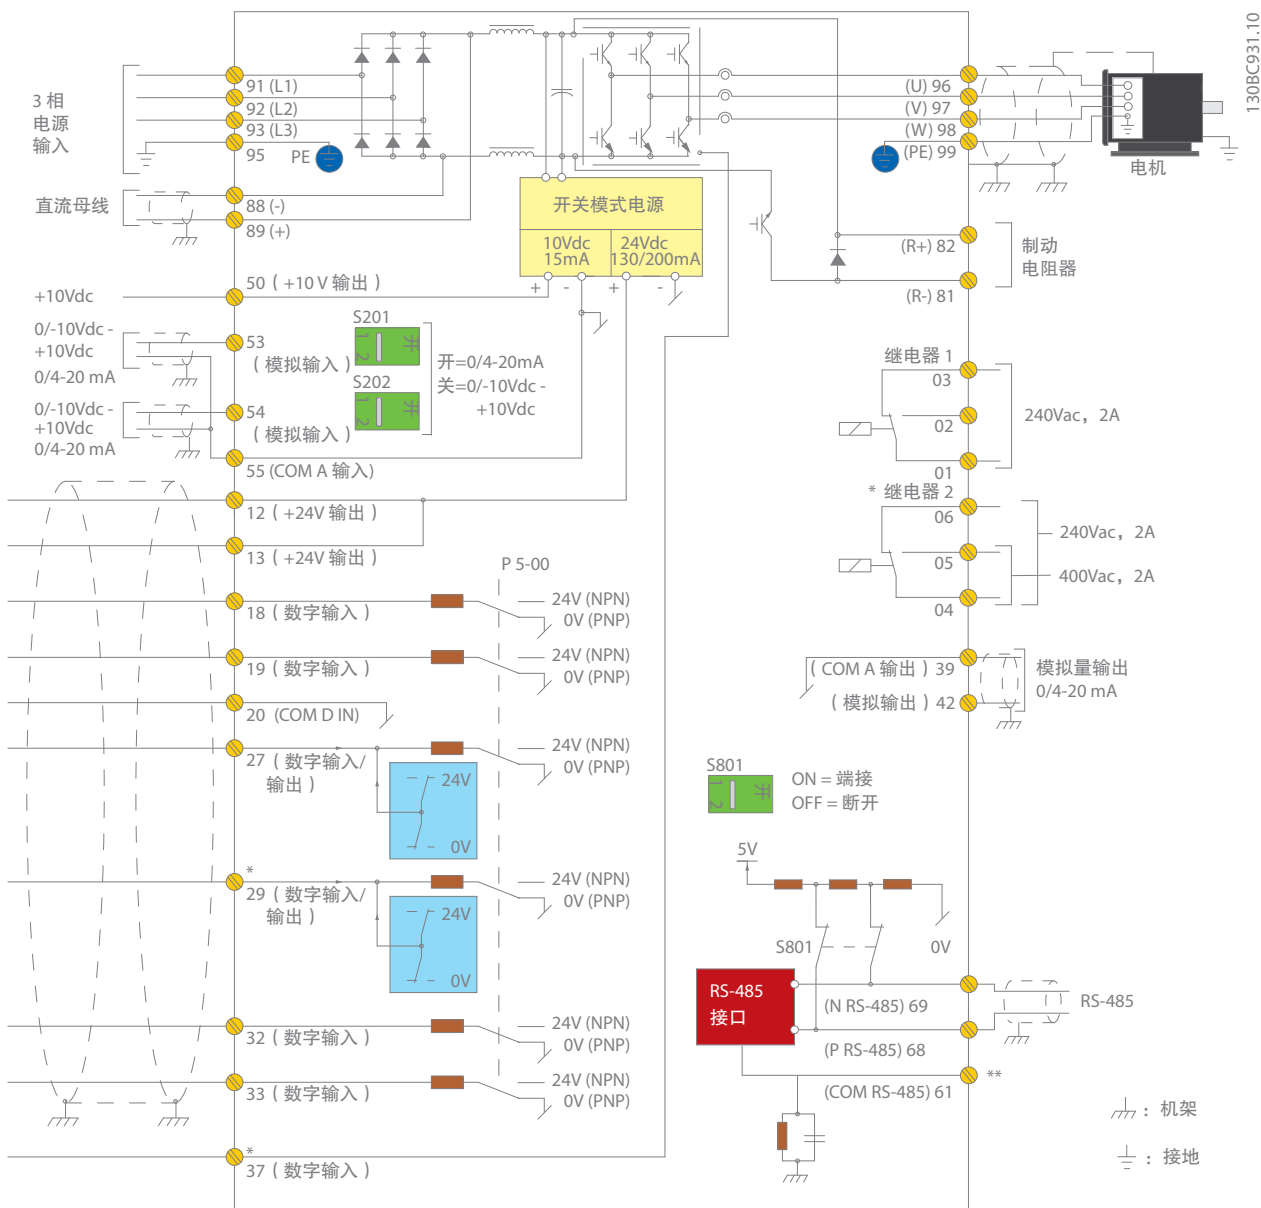 130BC931.10
3 相
电源
输入
91 (L1)
92 (L2)
93 (L3)
95
PE
直流母线
88 (-)
89 (+)
开关模式电源
10Vdc
15mA
24Vdc
130/200mA
+ - + -
(U) 96
(V) 97
(W) 98
(PE) 99
电机
(R+) 82
制动
电阻器
(R-) 81
+10Vdc
50 ( +10 V 输出 )
0/-10Vdc -
+10Vdc
0/4-20 mA
53
( 模拟输入 )
S201
1
2
开
0/-10Vdc -
+10Vdc
0/4-20 mA
54
( 模拟输入 )
S202
1
2
开
开=0/4-20mA
关=0/-10Vdc -
+10Vdc
55 (COM A 输入)
12 ( +24V 输出 )
13 ( +24V 输出 )
P 5-00
18 ( 数字输入 )
24V (NPN)
0V (PNP)
19 ( 数字输入 )
24V (NPN)
0V (PNP)
20 (COM D IN)
27 ( 数字输入/
输出 )
24V
0V
24V (NPN)
0V (PNP)
*
29 ( 数字输入/
输出 )
24V
0V
24V (NPN)
0V (PNP)
32 ( 数字输入 )
24V (NPN)
0V (PNP)
33 ( 数字输入 )
24V (NPN)
0V (PNP)
*
37 ( 数字输入 )
继电器 1
03
02
01
240Vac, 2A
* 继电器 2
06
05
04
240Vac, 2A
400Vac, 2A
( COM A 输出 ) 39
( 模拟输出 ) 42
模拟量输出
0/4-20 mA
S801
1
2
开
ON = 端接
OFF = 断开
5V
S801
0V
RS-485
接口
(N RS-485) 69
(P RS-485) 68
(COM RS-485) 61
RS-485
**
: 机架
: 接地